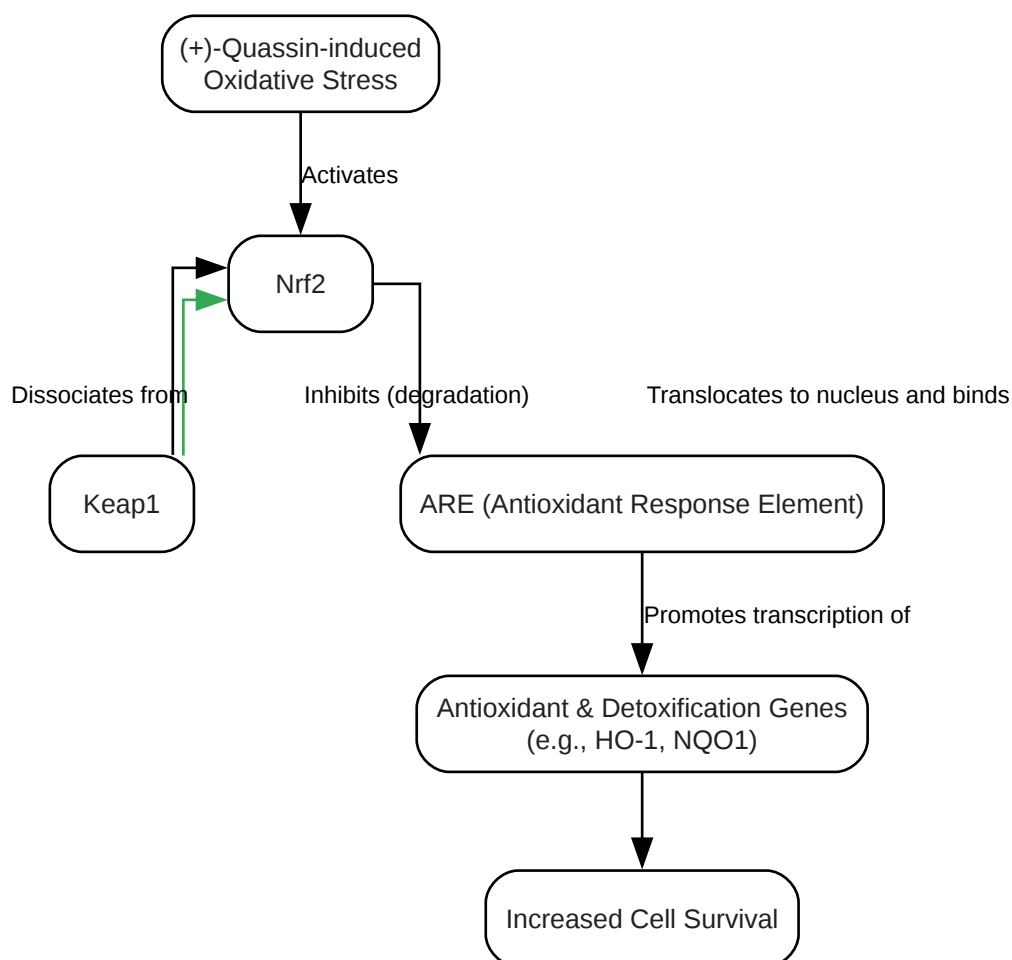 (+)-Quassin-induced
Oxidative Stress
Activates
Nrf2
Dissociates from
Inhibits (degradation)
Translocates to nucleus and binds
Keap1
ARE (Antioxidant Response Element)
Promotes transcription of
Antioxidant & Detoxification Genes
(e.g., HO-1, NQO1)
Increased Cell Survival